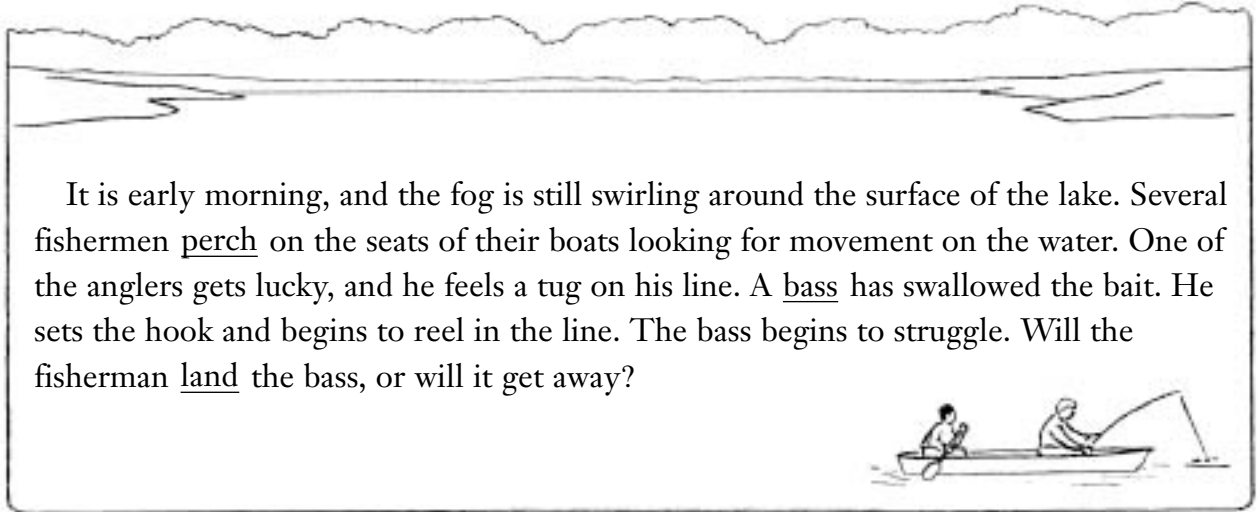 It is early morning, and the fog is still swirling around the surface of the lake. Several
fishermen perch on the seats of their boats looking for movement on the water. One of
the anglers gets lucky, and he feels a tug on his line. A bass has swallowed the bait. He
sets the hook and begins to reel in the line. The bass begins to struggle. Will the
fisherman land the bass, or will it get away?